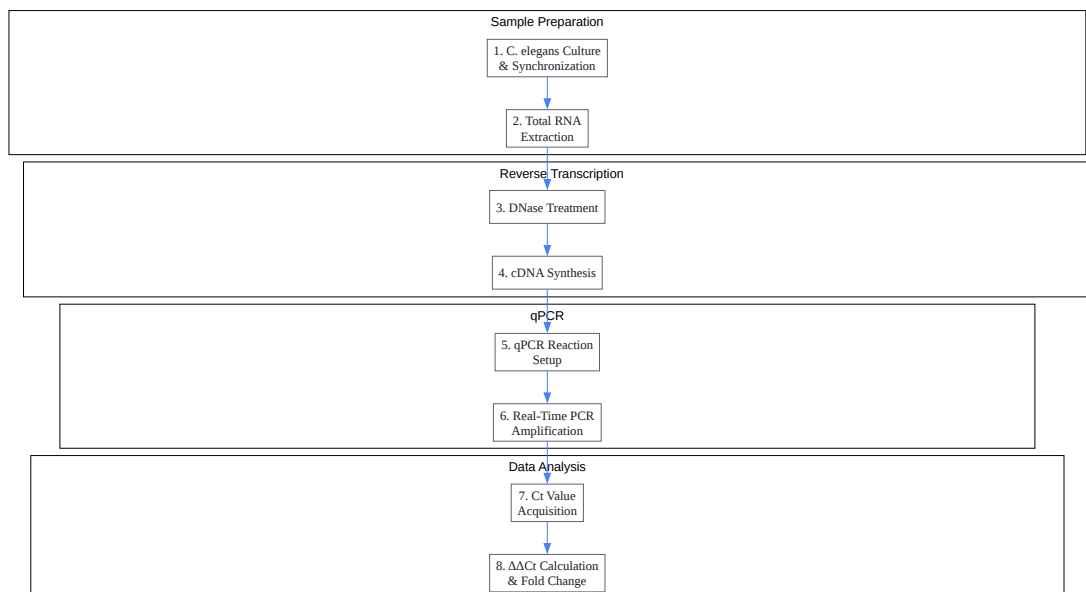 Sample Preparation
1. C. elegans Culture
& Synchronization
2. Total RNA
Extraction
Reverse Transcription
3. DNase Treatment
4. cDNA Synthesis
qPCR
5. qPCR Reaction
Setup
6. Real-Time PCR
Amplification
Data Analysis
7. Ct Value
Acquisition
8. ΔΔCt Calculation
& Fold Change